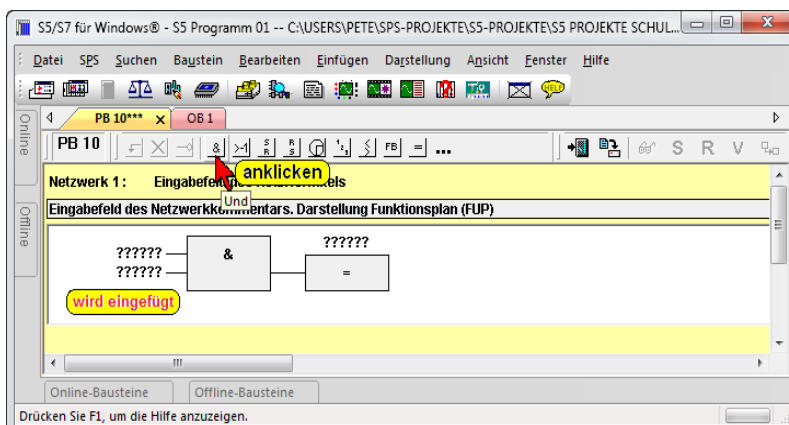 S5/S7 für Windows® - S5 Programm 01 -- C:\USERS\PETE\SPS-PROJEKTE\S5-PROJEKTE\S5 PROJEKTE SCHUL...
Datei SPS Suchen Baustein Bearbeiten Einfügen Darstellung Ansicht Fenster Hilfe
HELP
PB 10*** x OB 1
PB 10 & >-1 S R R S FB = ... S R V
anklicken
Netzwerk 1: Eingabefeld des
Und
Eingabefeld des Netzwerkkommentars. Darstellung Funktionsplan (FUP)
??????
?????? &
?????? =
wird eingefügt
Online
Offline
Online-Bausteine Offline-Bausteine
Drücken Sie F1, um die Hilfe anzuzeigen.